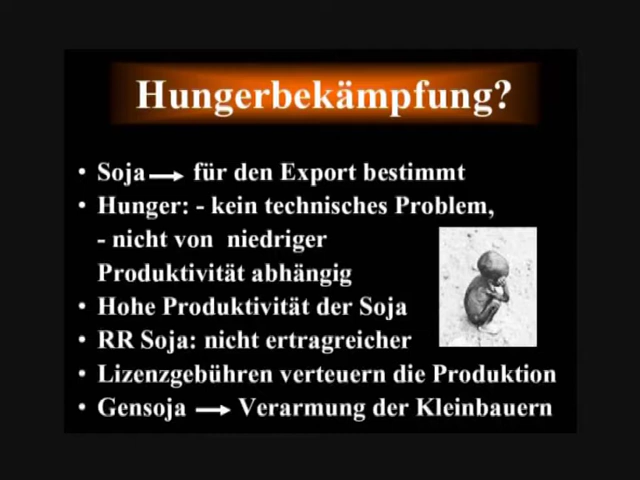 Hungerbekämpfung?
• Soja → für den Export bestimmt
• Hunger: - kein technisches Problem,
- nicht von niedriger
Produktivität abhängig
• Hohe Produktivität der Soja
• RR Soja: nicht ertragreicher
• Lizenzgebühren verteuern die Produktion
• Gensoja → Verarmung der Kleinbauern